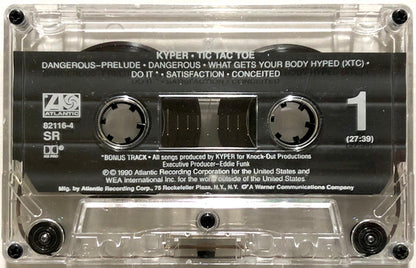 KYPER • TIC TAC TOE
DANGEROUS-PRELUDE • DANGEROUS • WHAT GETS YOUR BODY HYPED (XTC) •
DO IT* • SATISFACTION • CONCEITED
ATLANTIC
82116-4
SR
1
(27:39)
*BONUS TRACK • All songs produced by KYPER for Knock-Out Productions
Executive Producer-Eddie Funk
℗ © 1990 Atlantic Recording Corporation for the United States and
WEA International Inc. for the world outside of the United States.
Mfg. by Atlantic Recording Corp., 75 Rockefeller Plaza, N.Y., N.Y. A Warner Communications Company